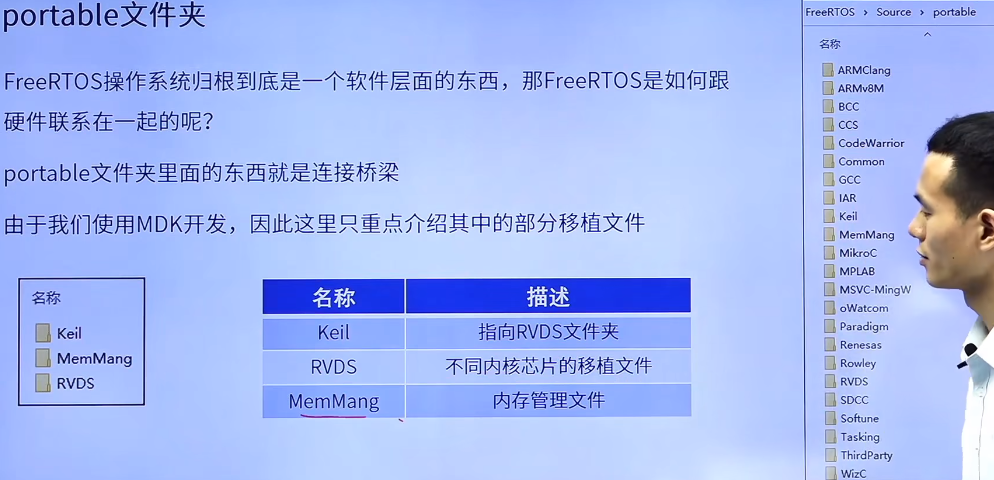 portable文件夹
FreeRTOS操作系统归根到底是一个软件层面的东西，那FreeRTOS是如何跟
硬件联系在一起的呢？
portable文件夹里面的东西就是连接桥梁
由于我们使用MDK开发，因此这里只重点介绍其中的部分移植文件
名称
Keil
MemMang
RVDS
名称 描述
Keil 指向RVDS文件夹
RVDS 不同内核芯片的移植文件
MemMang 内存管理文件
FreeRTOS > Source > portable
名称
ARMClang
ARMv8M
BCC
CCS
CodeWarrior
Common
GCC
IAR
Keil
MemMang
MikroC
MPLAB
MSVC-MingW
oWatcom
Paradigm
Renesas
Rowley
RVDS
SDCC
Softune
Tasking
ThirdParty
WizC